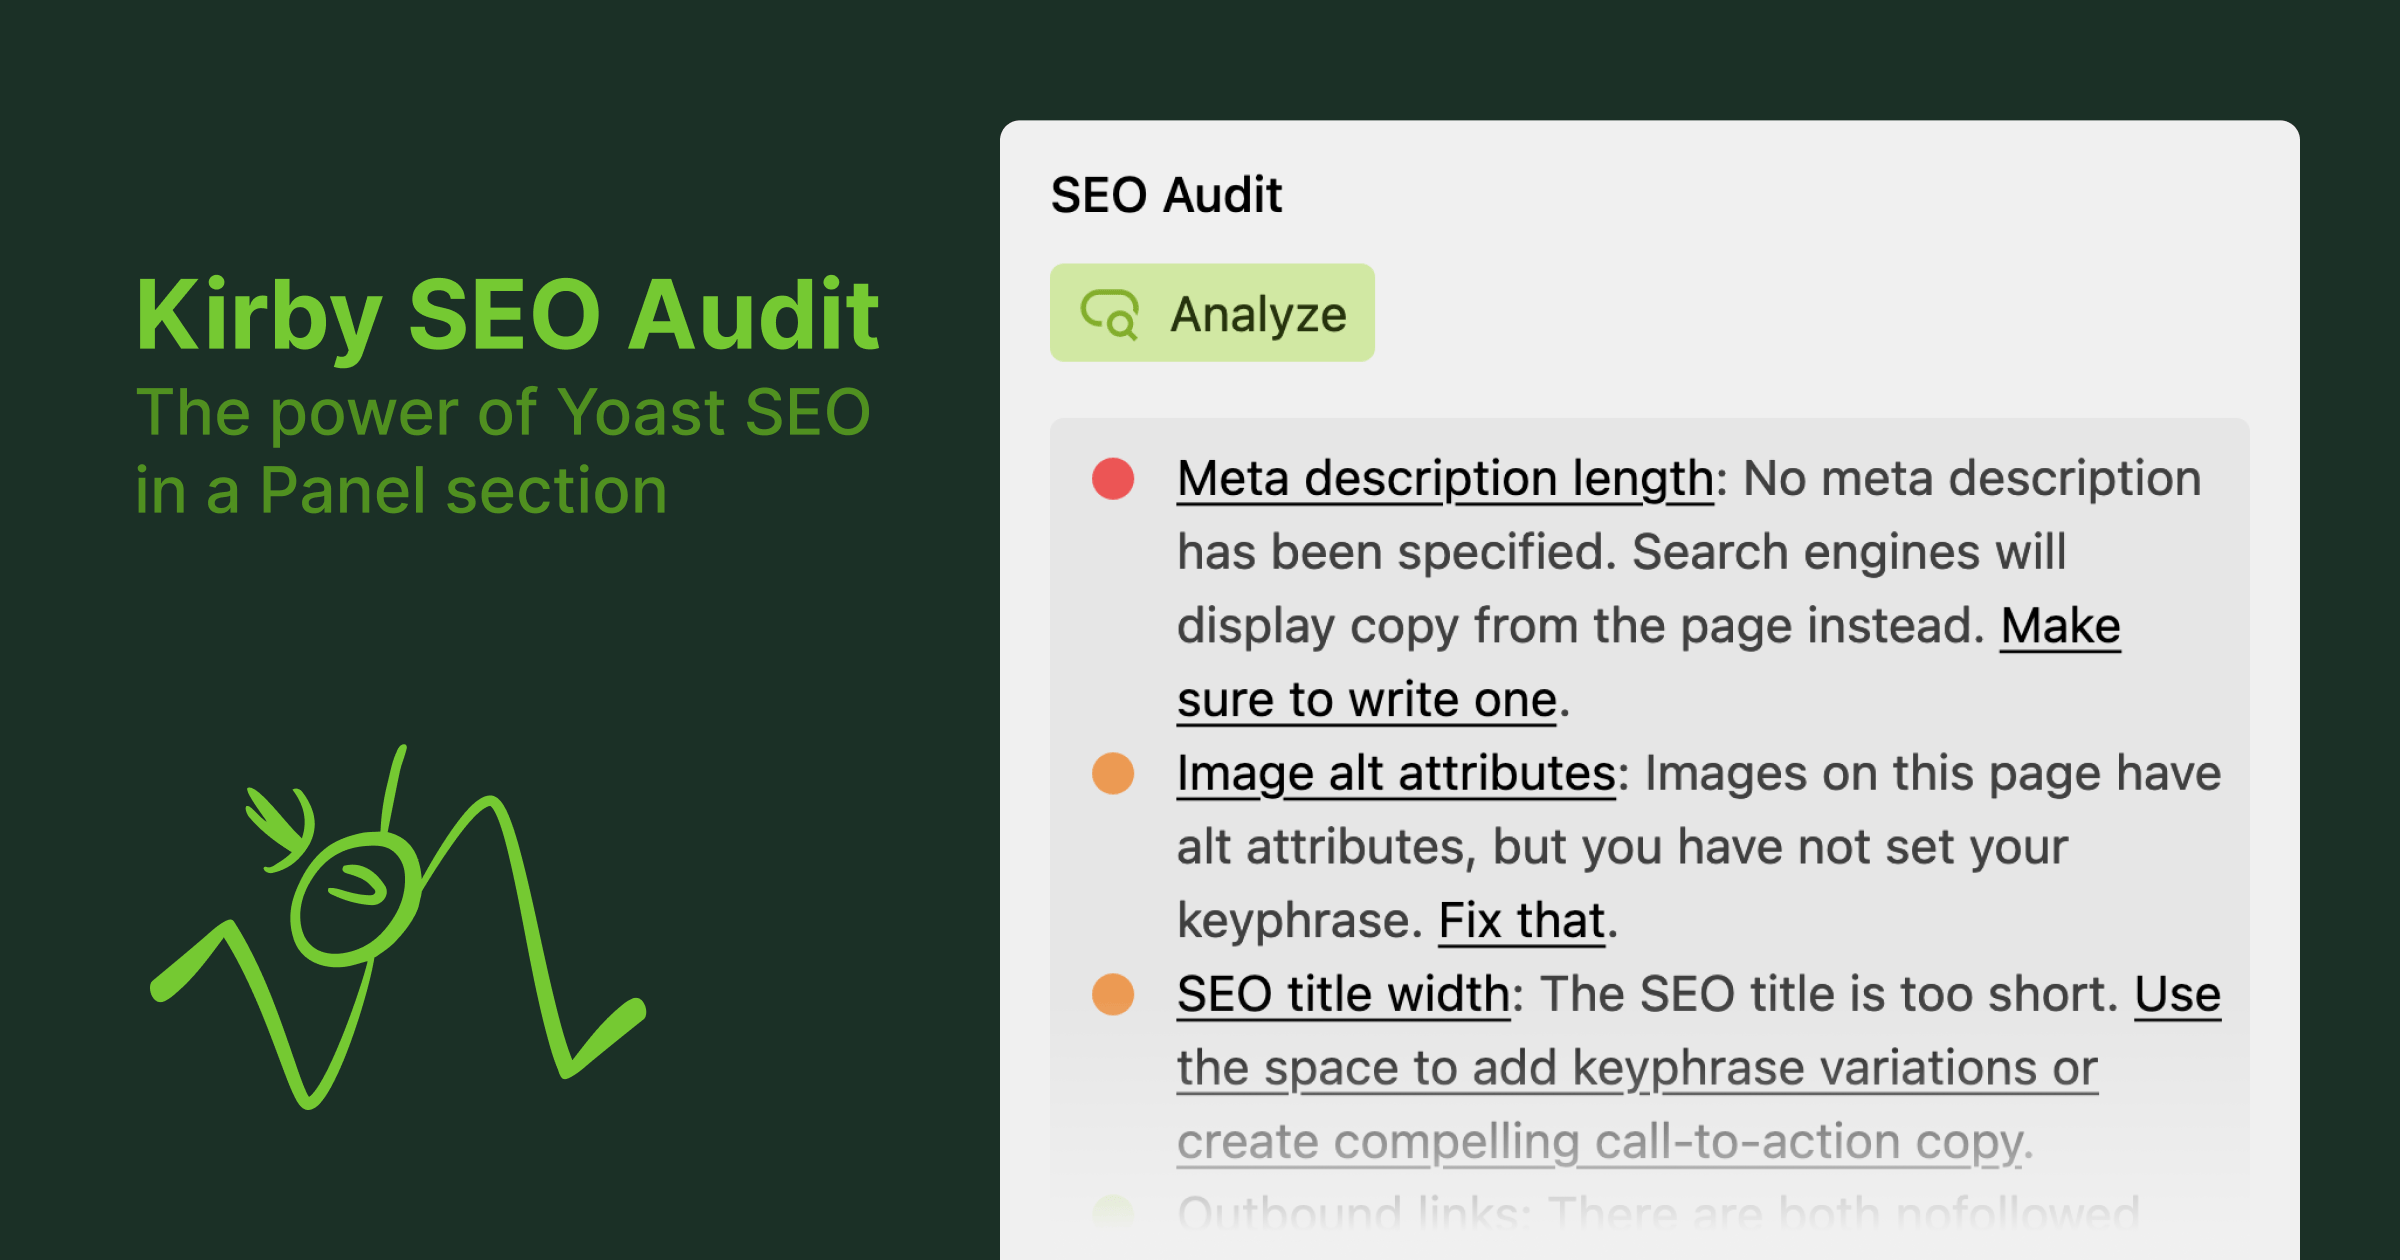 Kirby SEO Audit
The power of Yoast SEO
in a Panel section
SEO Audit
Analyze
Meta description length: No meta description
has been specified. Search engines will
display copy from the page instead. Make
sure to write one.
Image alt attributes: Images on this page have
alt attributes, but you have not set your
keyphrase. Fix that.
SEO title width: The SEO title is too short. Use
the space to add keyphrase variations or
create compelling call-to-action copy.
Outbound links: There are both nofollowed